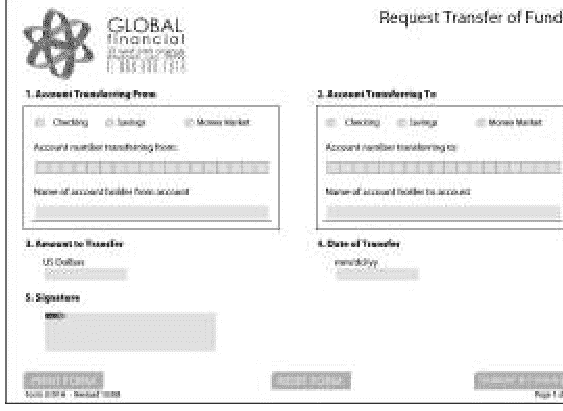 GLOBAL
financial
Request Transfer of Fund
1. Account Transferring From
Checking Savings Money Market
Account number transferring from:
Name of account holder from account
2. Account Transferring To
Checking Savings Money Market
Account number transferring to:
Name of account holder to account
3. Amount to Transfer
US Dollars
4. Date of Transfer
mm/dd/yy
5. Signature
PRINT FORM
RESET FORM
Page 1 of